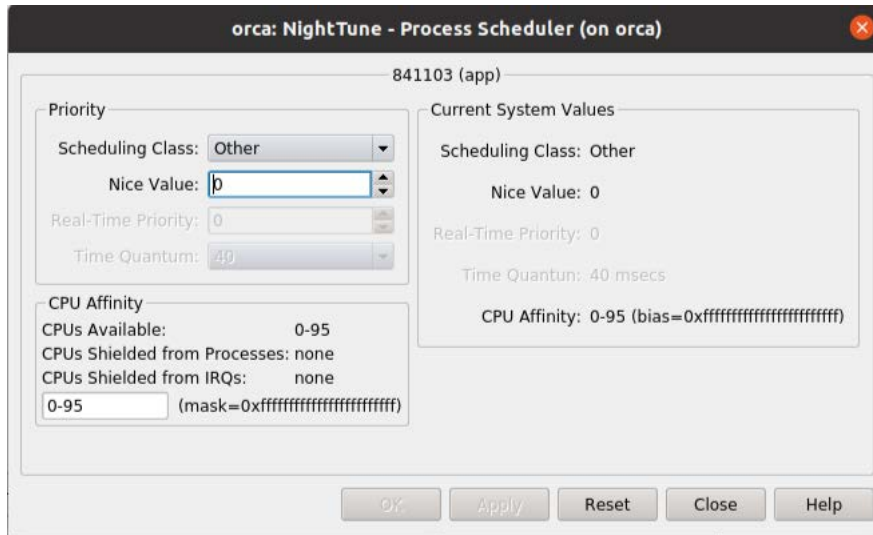 orca: NightTune - Process Scheduler (on orca)
841103 (app)
Priority
Scheduling Class: Other
Nice Value: 0
Real-Time Priority: 0
Time Quantum: 40
CPU Affinity
CPUs Available: 0-95
CPUs Shielded from Processes: none
CPUs Shielded from IRQs: none
0-95 (mask=0xffffffffffffffffffffffff)
Current System Values
Scheduling Class: Other
Nice Value: 0
Real-Time Priority: 0
Time Quantun: 40 msecs
CPU Affinity: 0-95 (bias=0xffffffffffffffffffffffff)
OK Apply Reset Close Help